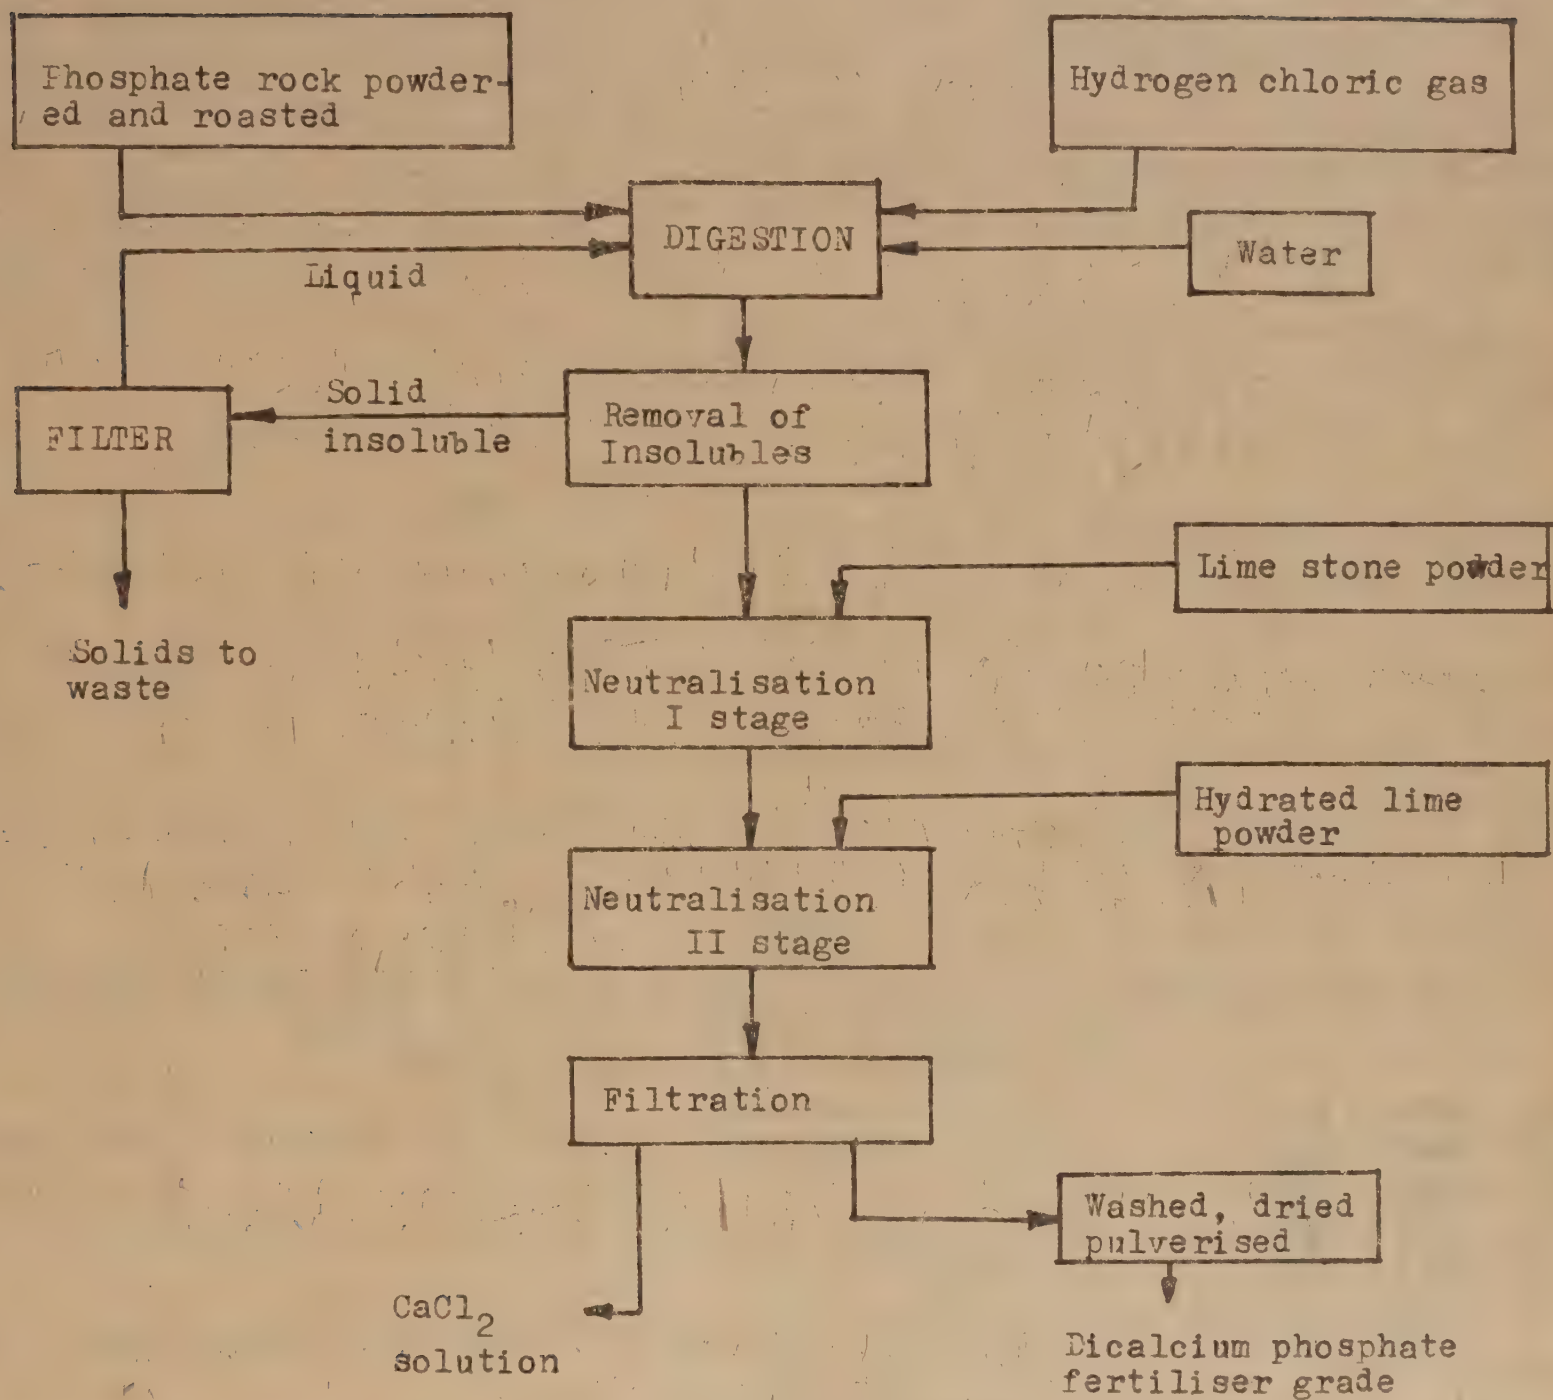 Phosphate rock powder-
ed and roasted
Hydrogen chloric gas
DIGESTION
Water
Liquid
Solid
insoluble
FILTER
Removal of
Insolubles
Lime stone powder
Solids to
waste
Neutralisation
I stage
Hydrated lime
powder
Neutralisation
II stage
Filtration
Washed, dried
pulverised
CaCl2
solution
Dicalcium phosphate
fertiliser grade